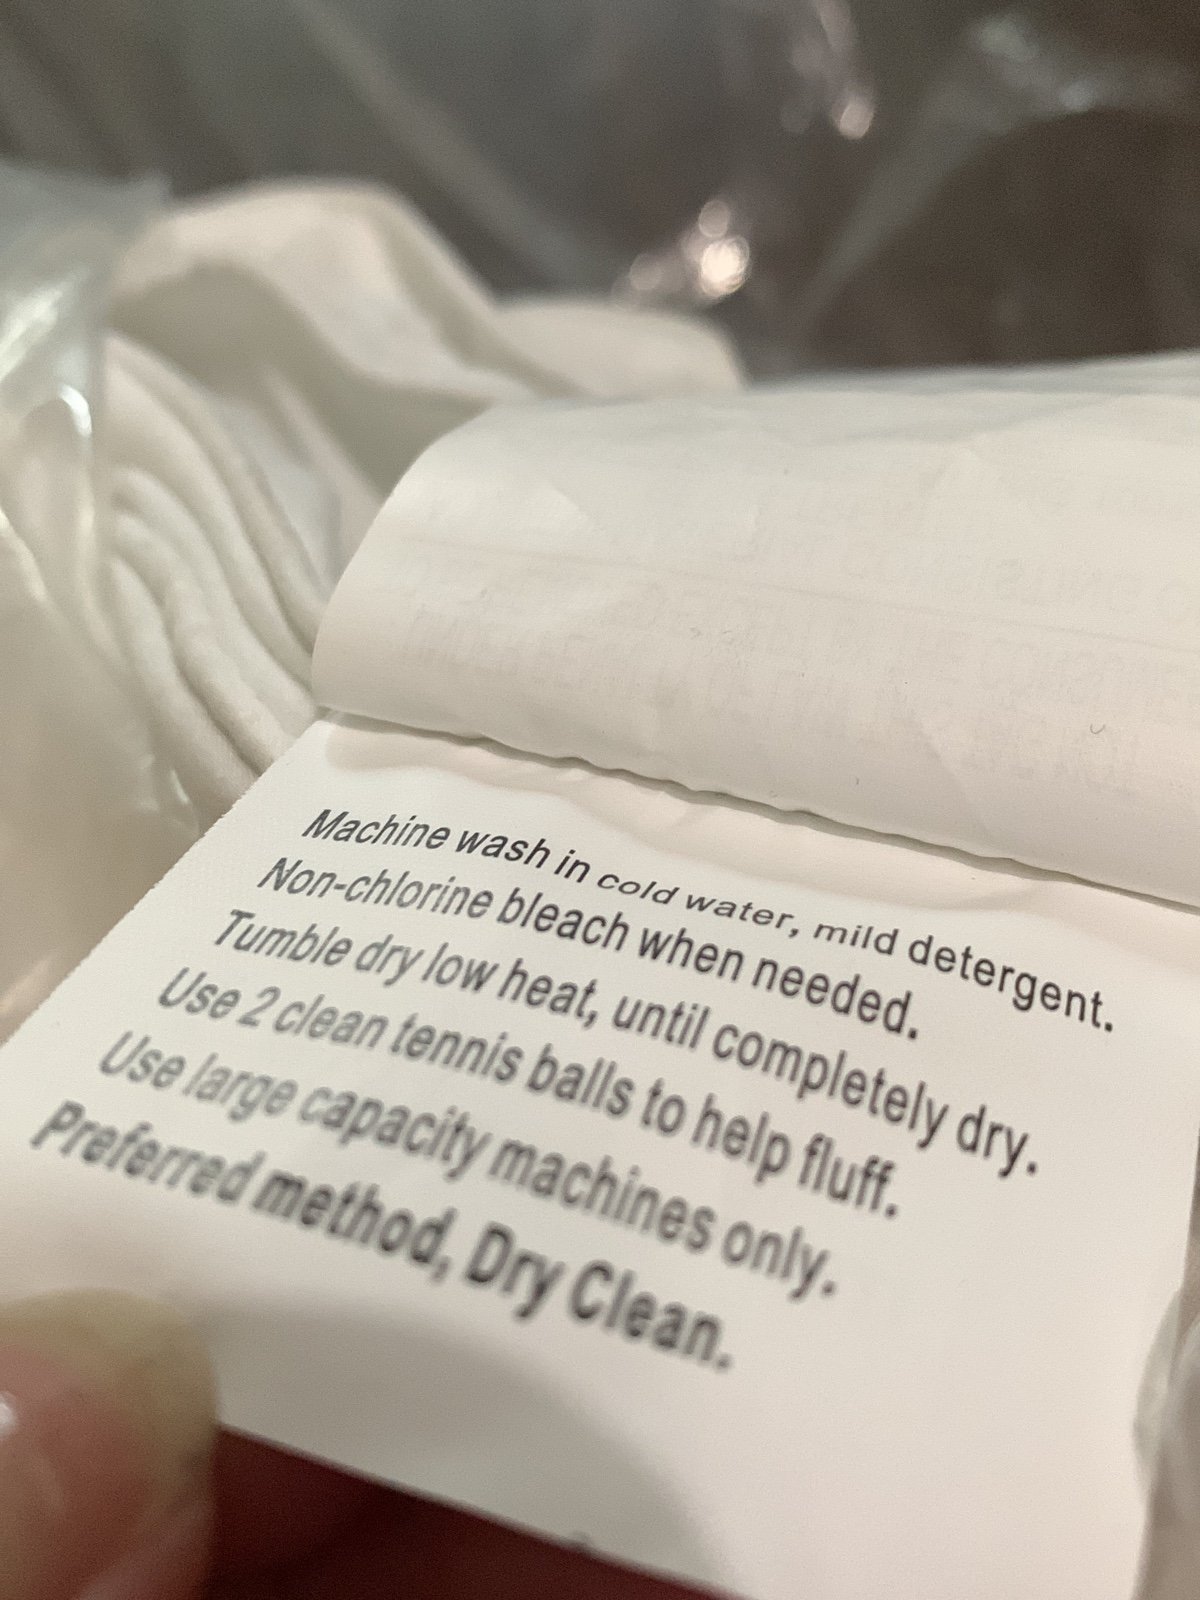 Machine wash in cold water, mild detergent.
Non-chlorine bleach when needed.
Tumble dry low heat, until completely dry.
Use 2 clean tennis balls to help fluff.
Use large capacity machines only.
Preferred method, Dry Clean.